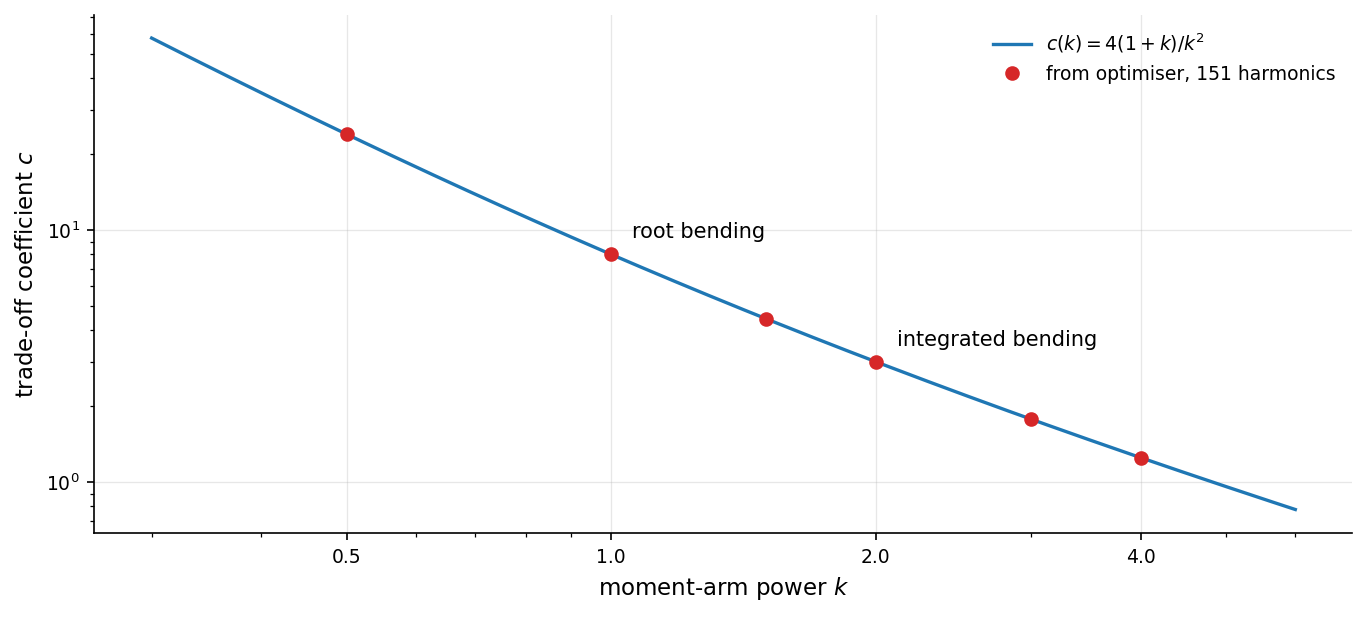 c(k) = 4(1 + k)/k²
from optimiser, 151 harmonics
root bending
integrated bending
trade-off coefficient c
10¹
10⁰
0.5 1.0 2.0 4.0
moment-arm power k